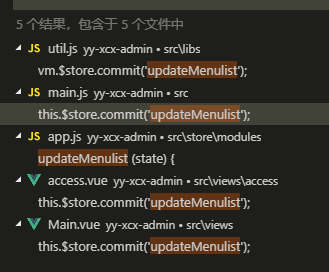 5 个结果，包含于 5 个文件中
JS util.js yy-xcx-admin • src\libs
vm.$store.commit('updateMenulist');
JS main.js yy-xcx-admin • src
this.$store.commit('updateMenulist');
JS app.js yy-xcx-admin • src\store\modules
updateMenulist (state) {
access.vue yy-xcx-admin • src\views\access
this.$store.commit('updateMenulist');
Main.vue yy-xcx-admin • src\views
this.$store.commit('updateMenulist');